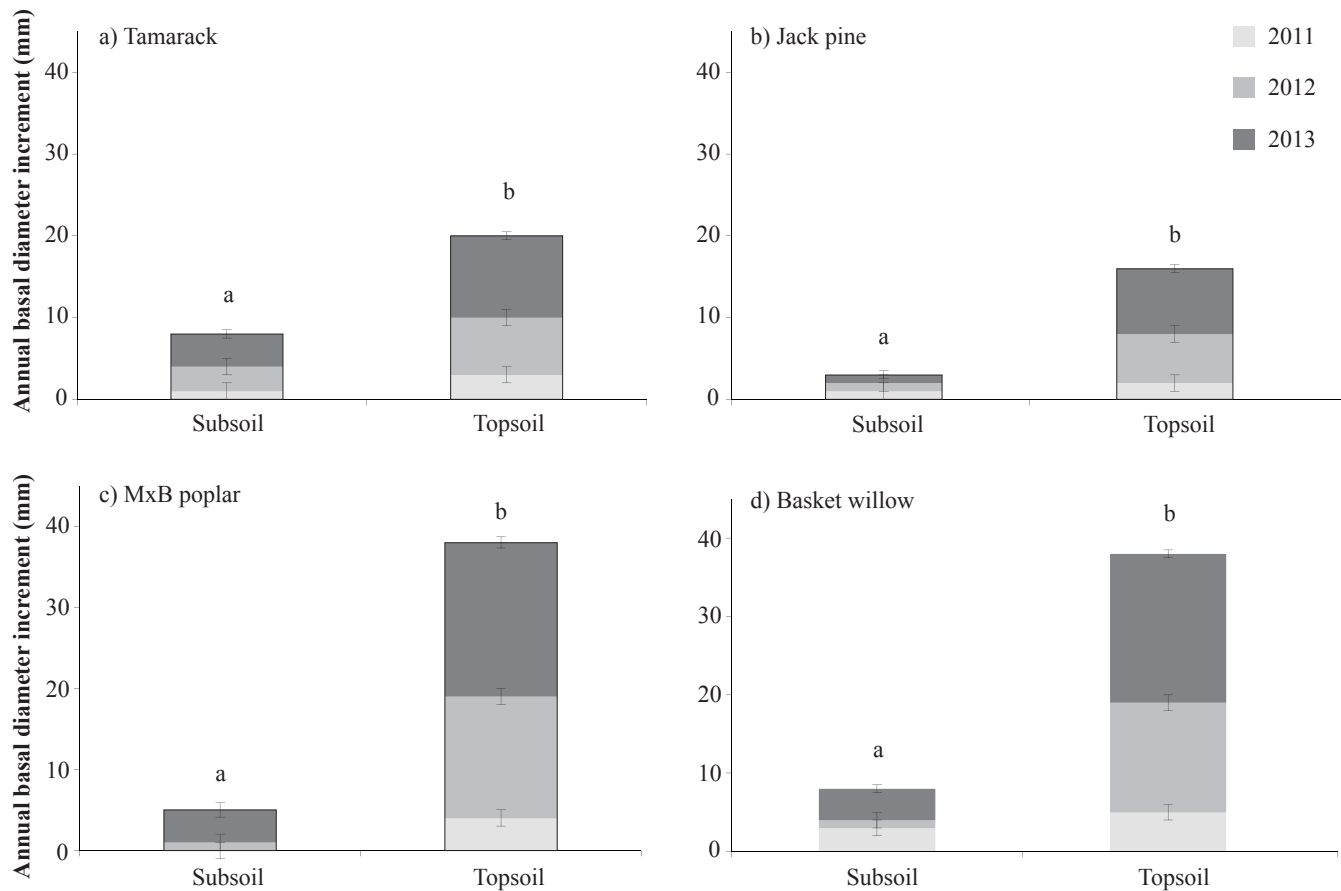 a) Tamarack
Annual basal diameter increment (mm)
40
30
20
10
0
a
b
Subsoil
Topsoil
b) Jack pine
40
30
20
10
0
a
b
Subsoil
Topsoil
2011
2012
2013
c) MxB poplar
Annual basal diameter increment (mm)
40
30
20
10
0
a
b
Subsoil
Topsoil
d) Basket willow
40
30
20
10
0
a
b
Subsoil
Topsoil